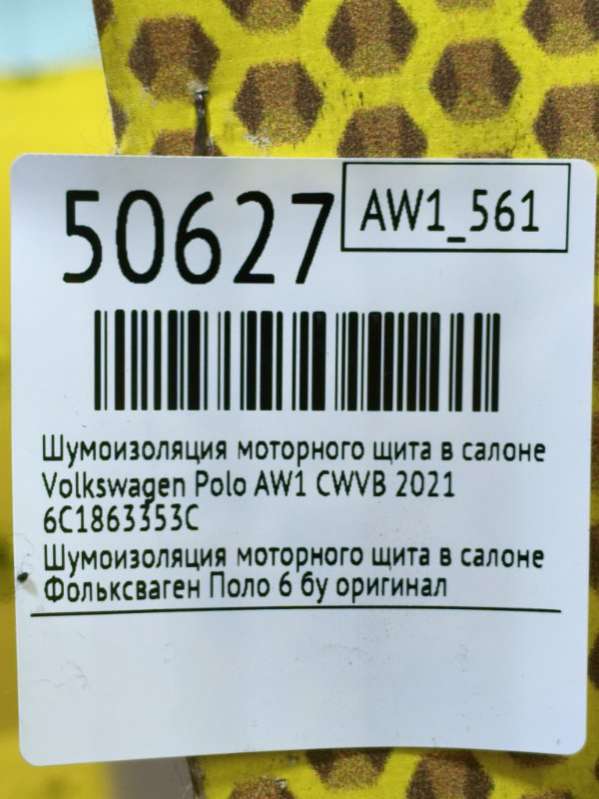 50627
AW1_561
Шумоизоляция моторного щита в салоне
Volkswagen Polo AW1 CWVB 2021
6C1863353C
Шумоизоляция моторного щита в салоне
Фольксваген Поло 6 бу оригинал